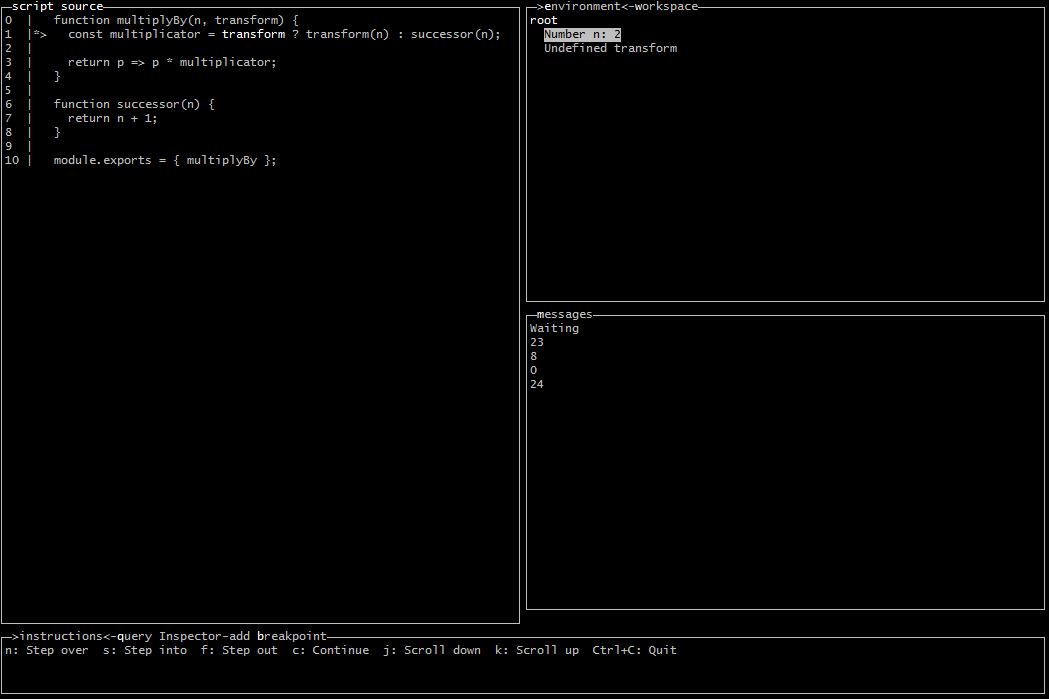 script source
0 | function multiplyBy(n, transform) {
1 |*> const multiplicator = transform ? transform(n) : successor(n);
2 |
3 | return p => p * multiplicator;
4 | }
5 |
6 | function successor(n) {
7 | return n + 1;
8 | }
9 |
10 | module.exports = { multiplyBy };
>environment<-workspace
root
Number n: 2
Undefined transform
messages
Waiting
23
8
0
24
>instructions<-query Inspector-add breakpoint
n: Step over s: Step into f: Step out c: Continue j: Scroll down k: Scroll up Ctrl+C: Quit